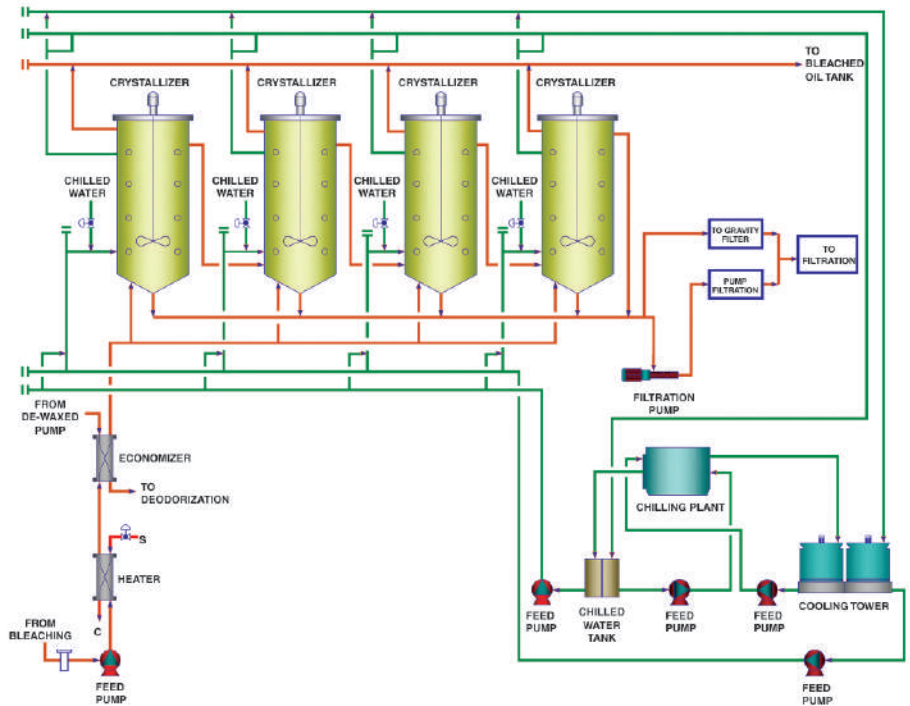 TO
BLEACHED
OIL TANK
CRYSTALLIZER
CRYSTALLIZER
CRYSTALLIZER
CRYSTALLIZER
CHILLED
WATER
CHILLED
WATER
CHILLED
WATER
CHILLED
WATER
TO GRAVITY
FILTER
TO
FILTRATION
PUMP
FILTRATION
FILTRATION
PUMP
FROM
DE-WAXED
PUMP
ECONOMIZER
TO
DEODORIZATION
S
HEATER
C
FROM
BLEACHING
FEED
PUMP
CHILLING PLANT
FEED
PUMP
CHILLED
WATER
TANK
FEED
PUMP
FEED
PUMP
COOLING TOWER
FEED
PUMP